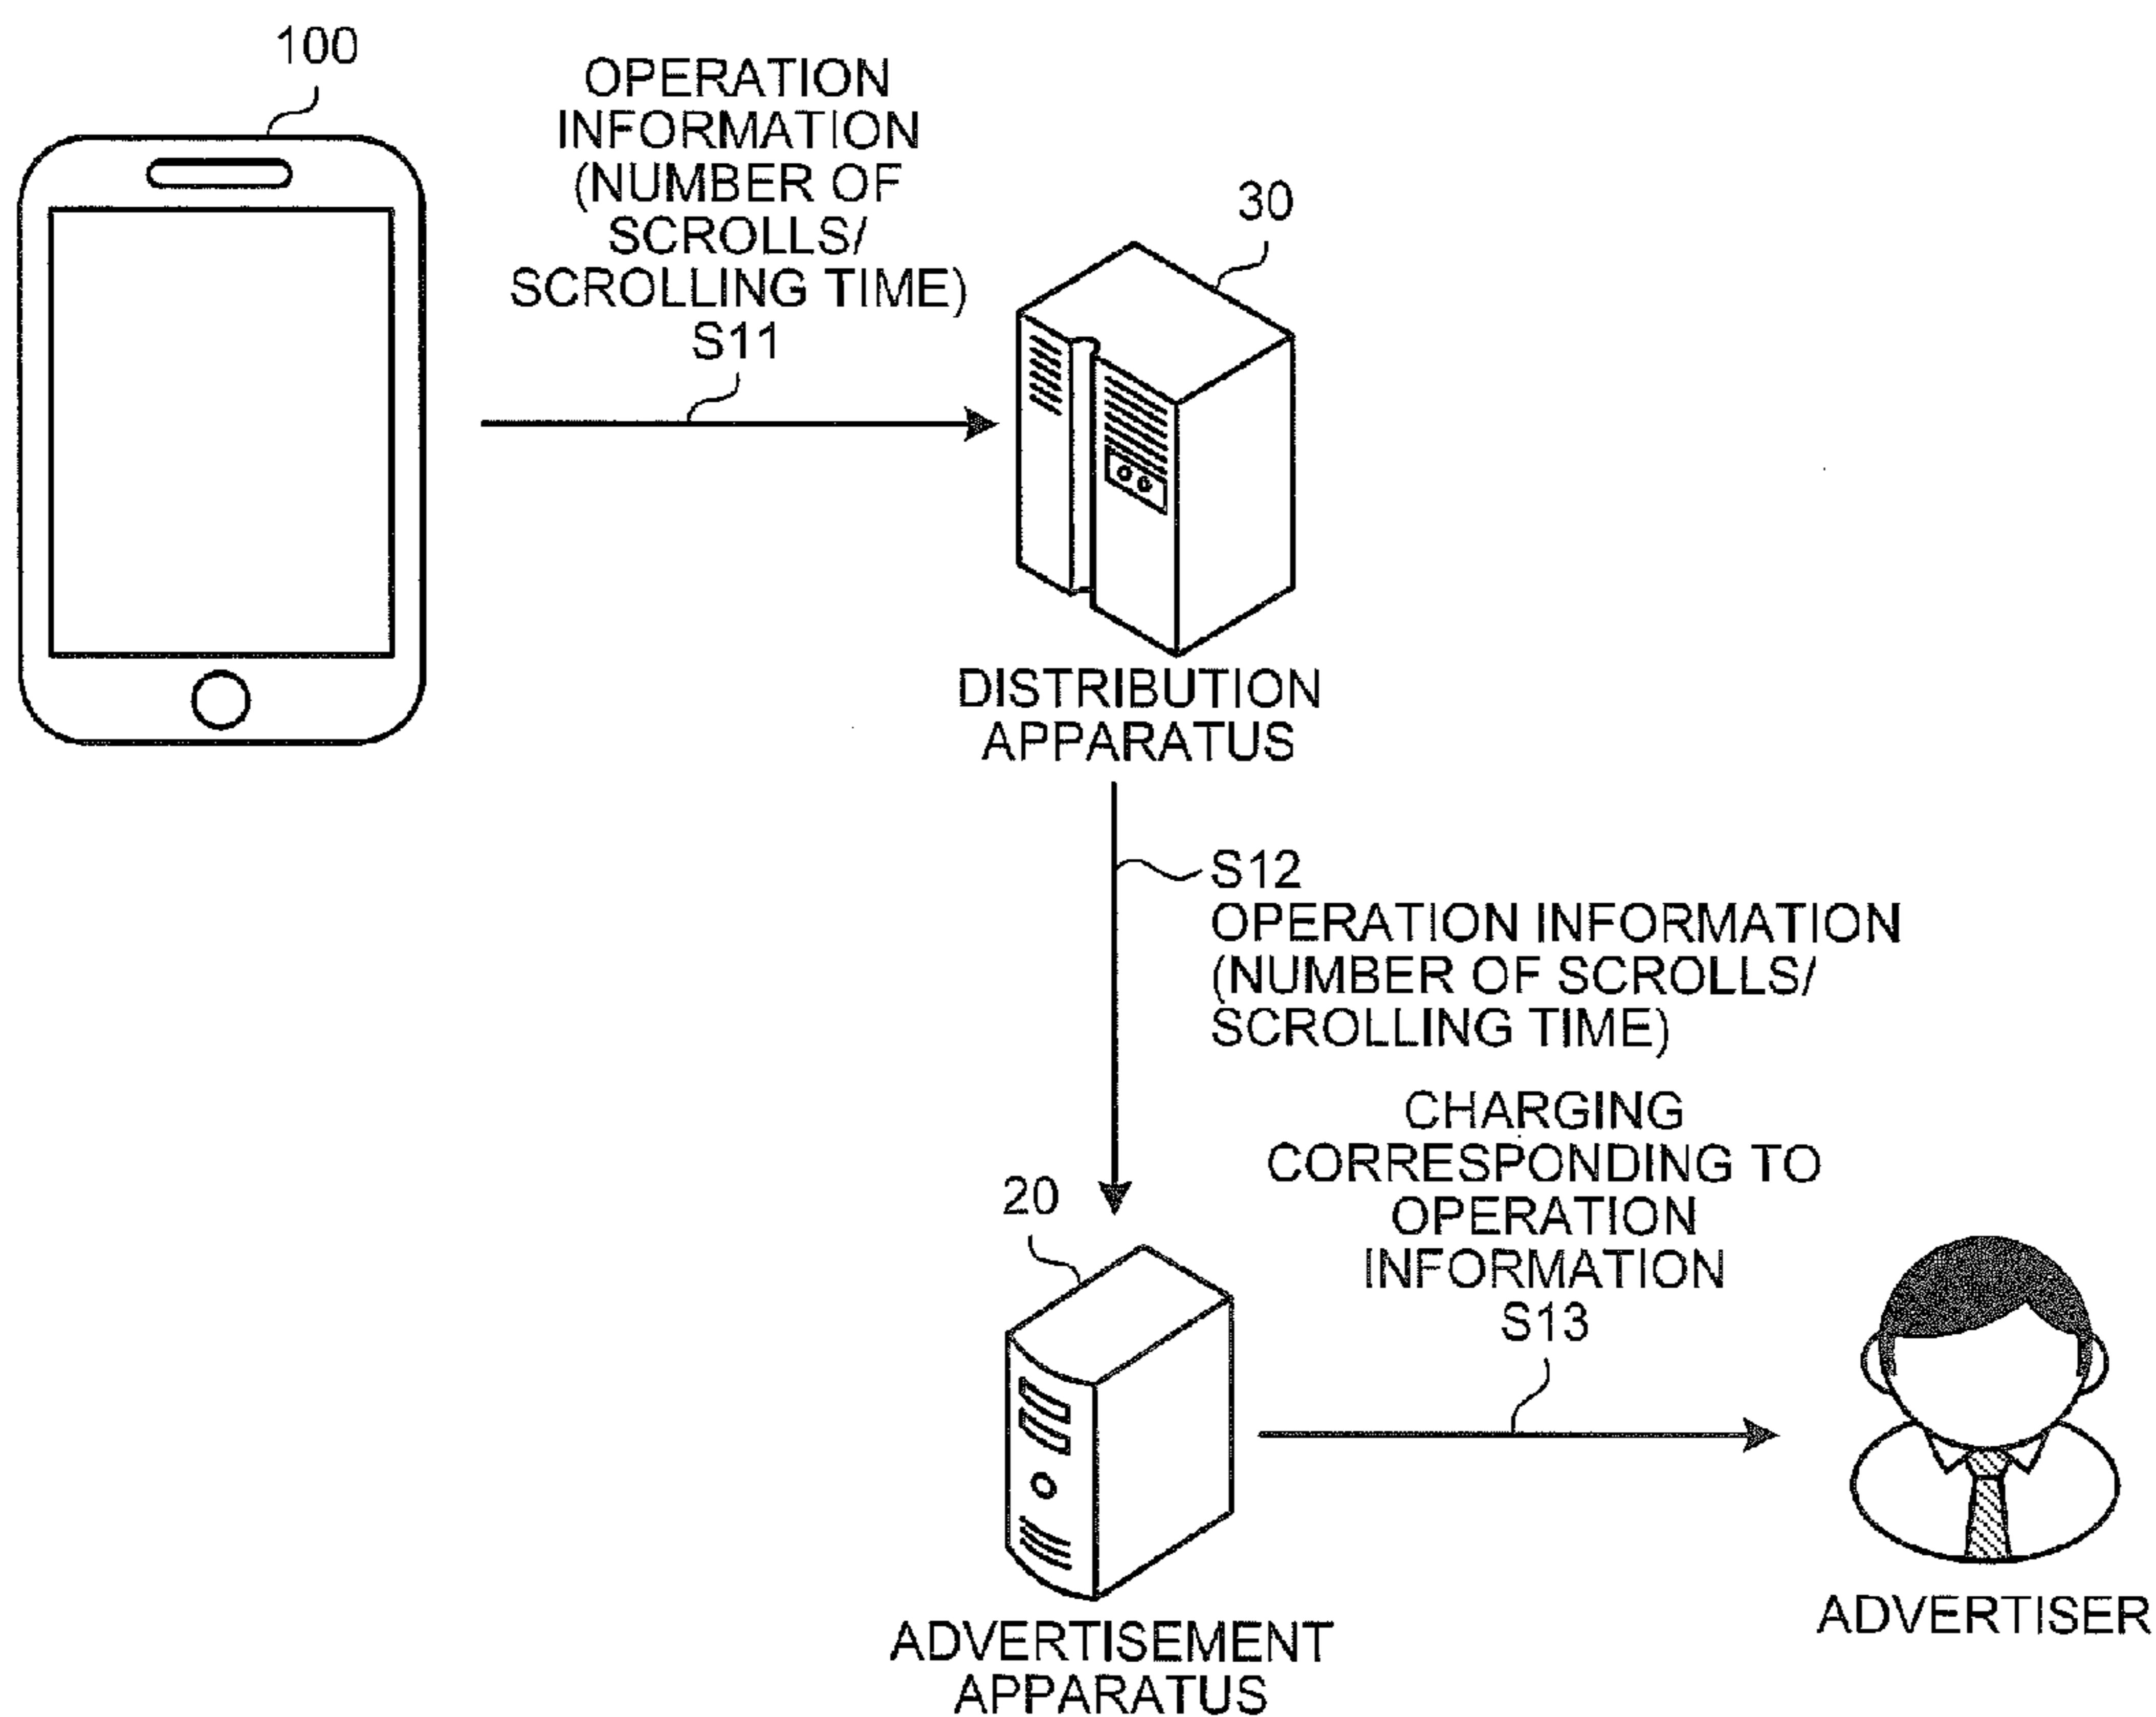 100
OPERATION
INFORMATION
(NUMBER OF
SCROLLS/
SCROLLING TIME)
S11
30
DISTRIBUTION
APPARATUS
S12
OPERATION INFORMATION
(NUMBER OF SCROLLS/
SCROLLING TIME)
CHARGING
CORRESPONDING TO
OPERATION
INFORMATION
S13
20
ADVERTISEMENT
APPARATUS
ADVERTISER